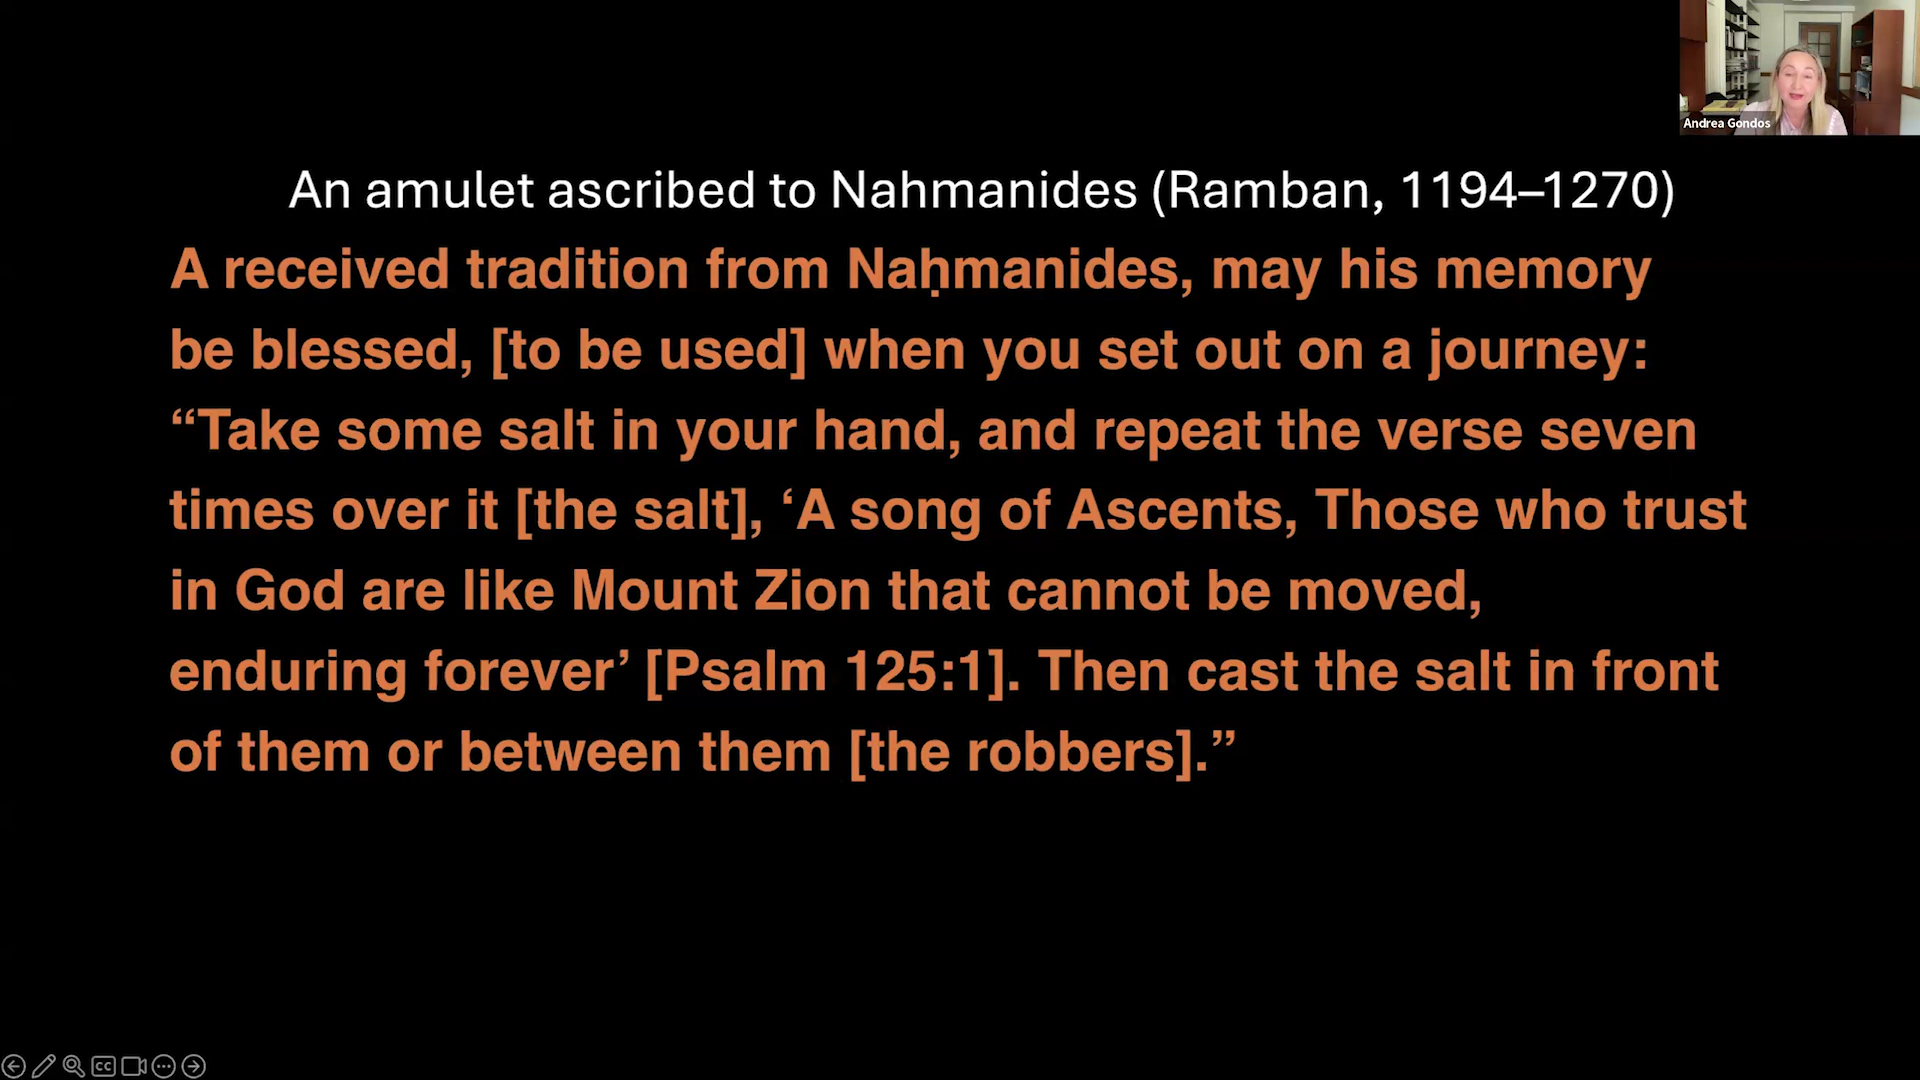 Andrea Gondos
An amulet ascribed to Nahmanides (Ramban, 1194–1270)
A received tradition from Naḥmanides, may his memory
be blessed, [to be used] when you set out on a journey:
“Take some salt in your hand, and repeat the verse seven
times over it [the salt], ‘A song of Ascents, Those who trust
in God are like Mount Zion that cannot be moved,
enduring forever’ [Psalm 125:1]. Then cast the salt in front
of them or between them [the robbers].”
CC